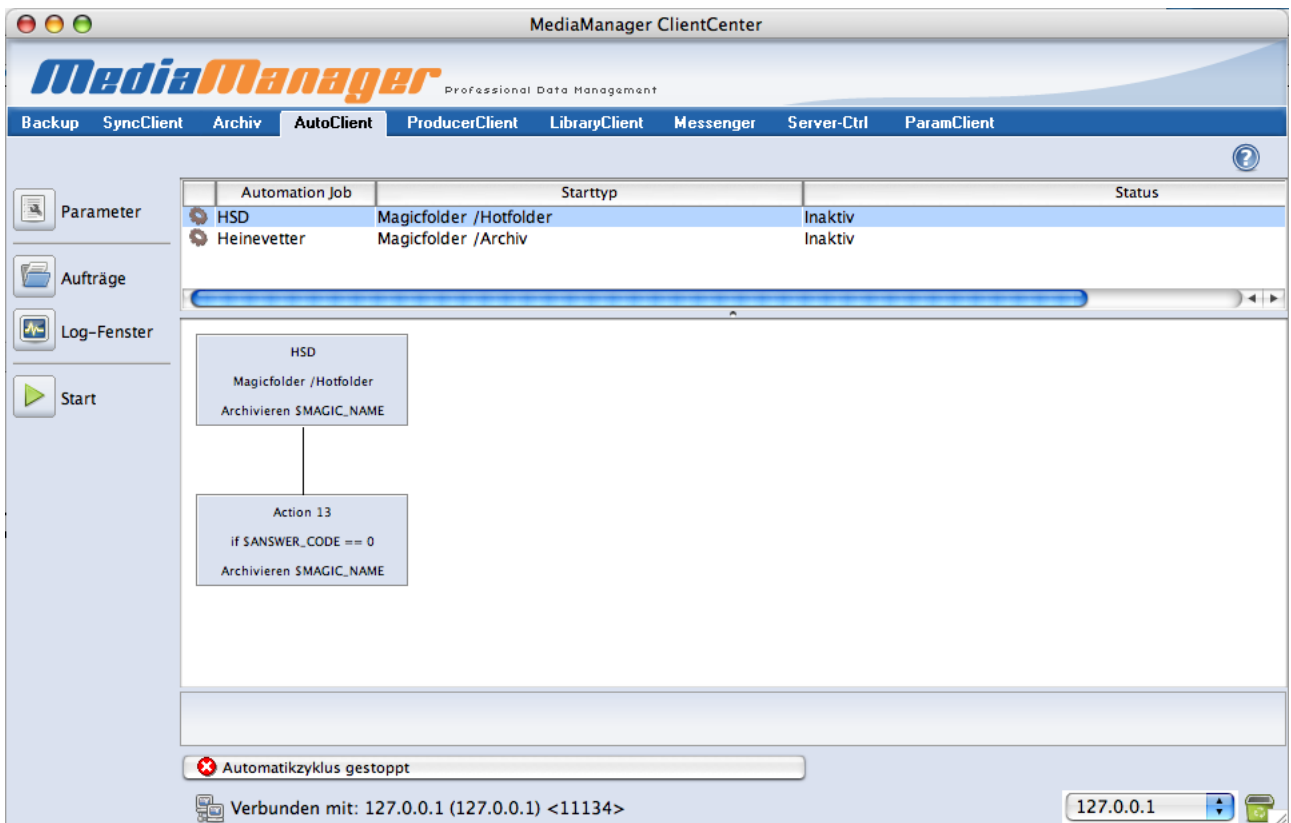 MediaManager ClientCenter
MediaManager Professional Data Management
Backup SyncClient Archiv AutoClient ProducerClient LibraryClient Messenger Server-Ctrl ParamClient
Parameter
Aufträge
Log-Fenster
Start
Automation Job Starttyp Status
HSD Magicfolder /Hotfolder Inaktiv
Heinevetter Magicfolder /Archiv Inaktiv
HSD
Magicfolder /Hotfolder
Archivieren $MAGIC_NAME
Action 13
if $ANSWER_CODE == 0
Archivieren $MAGIC_NAME
Automatikzyklus gestoppt
Verbunden mit: 127.0.0.1 (127.0.0.1) <11134>
127.0.0.1